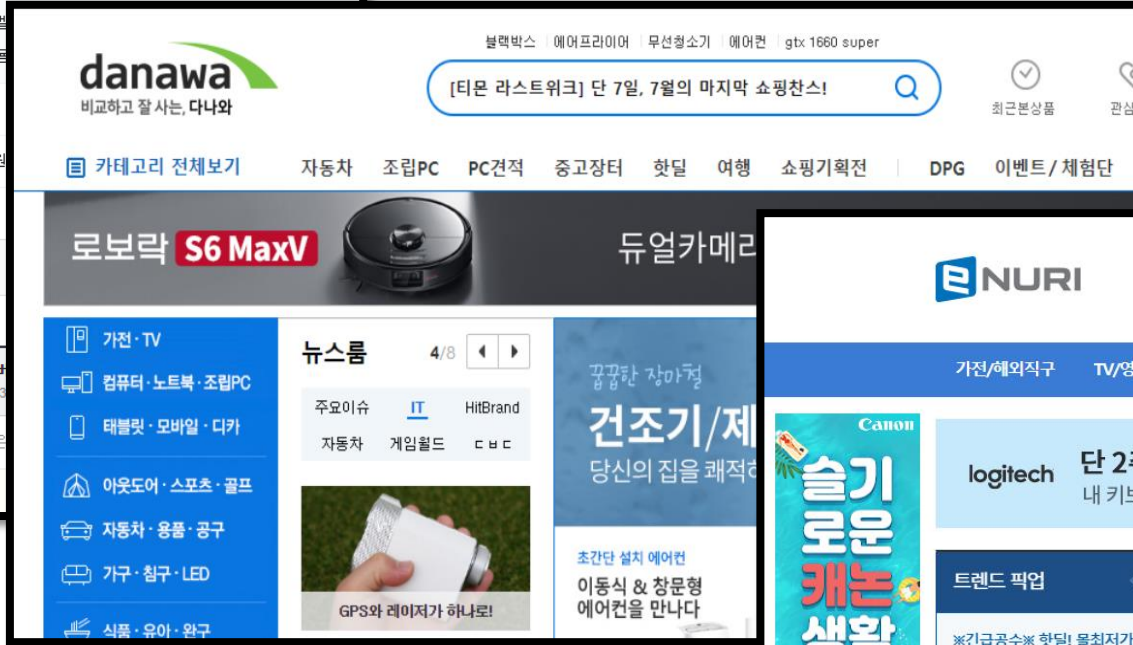 블랙박스 에어프라이어 무선청소기 에어컨 gtx 1660 super
danawa
비교하고 잘 사는, 다나와
[티몬 라스트위크] 단 7일, 7월의 마지막 쇼핑찬스!
최근본상품 관심
카테고리 전체보기 자동차 조립PC PC견적 중고장터 핫딜 여행 쇼핑기획전 DPG 이벤트/체험단
로보락 S6 MaxV
듀얼카메라
가전·TV
컴퓨터·노트북·조립PC
태블릿·모바일·디카
아웃도어·스포츠·골프
자동차·용품·공구
가구·침구·LED
식품·유아·완구
뉴스룸 4/8
주요이슈 IT HitBrand
자동차 게임월드 ㄷㅂㄷ
GPS와 레이저가 하나로!
꿉꿉한 장마철
건조기/제
당신의 집을 쾌적하
초간단 설치 에어컨
이동식 & 창문형
에어컨을 만나다
eNURI
가전/해외직구 TV/영
Canon
슬기
로운
캐논
생활
logitech
단 2주
내 키보
트렌드 픽업
※긴급공수※ 핫딜! 몰최저가